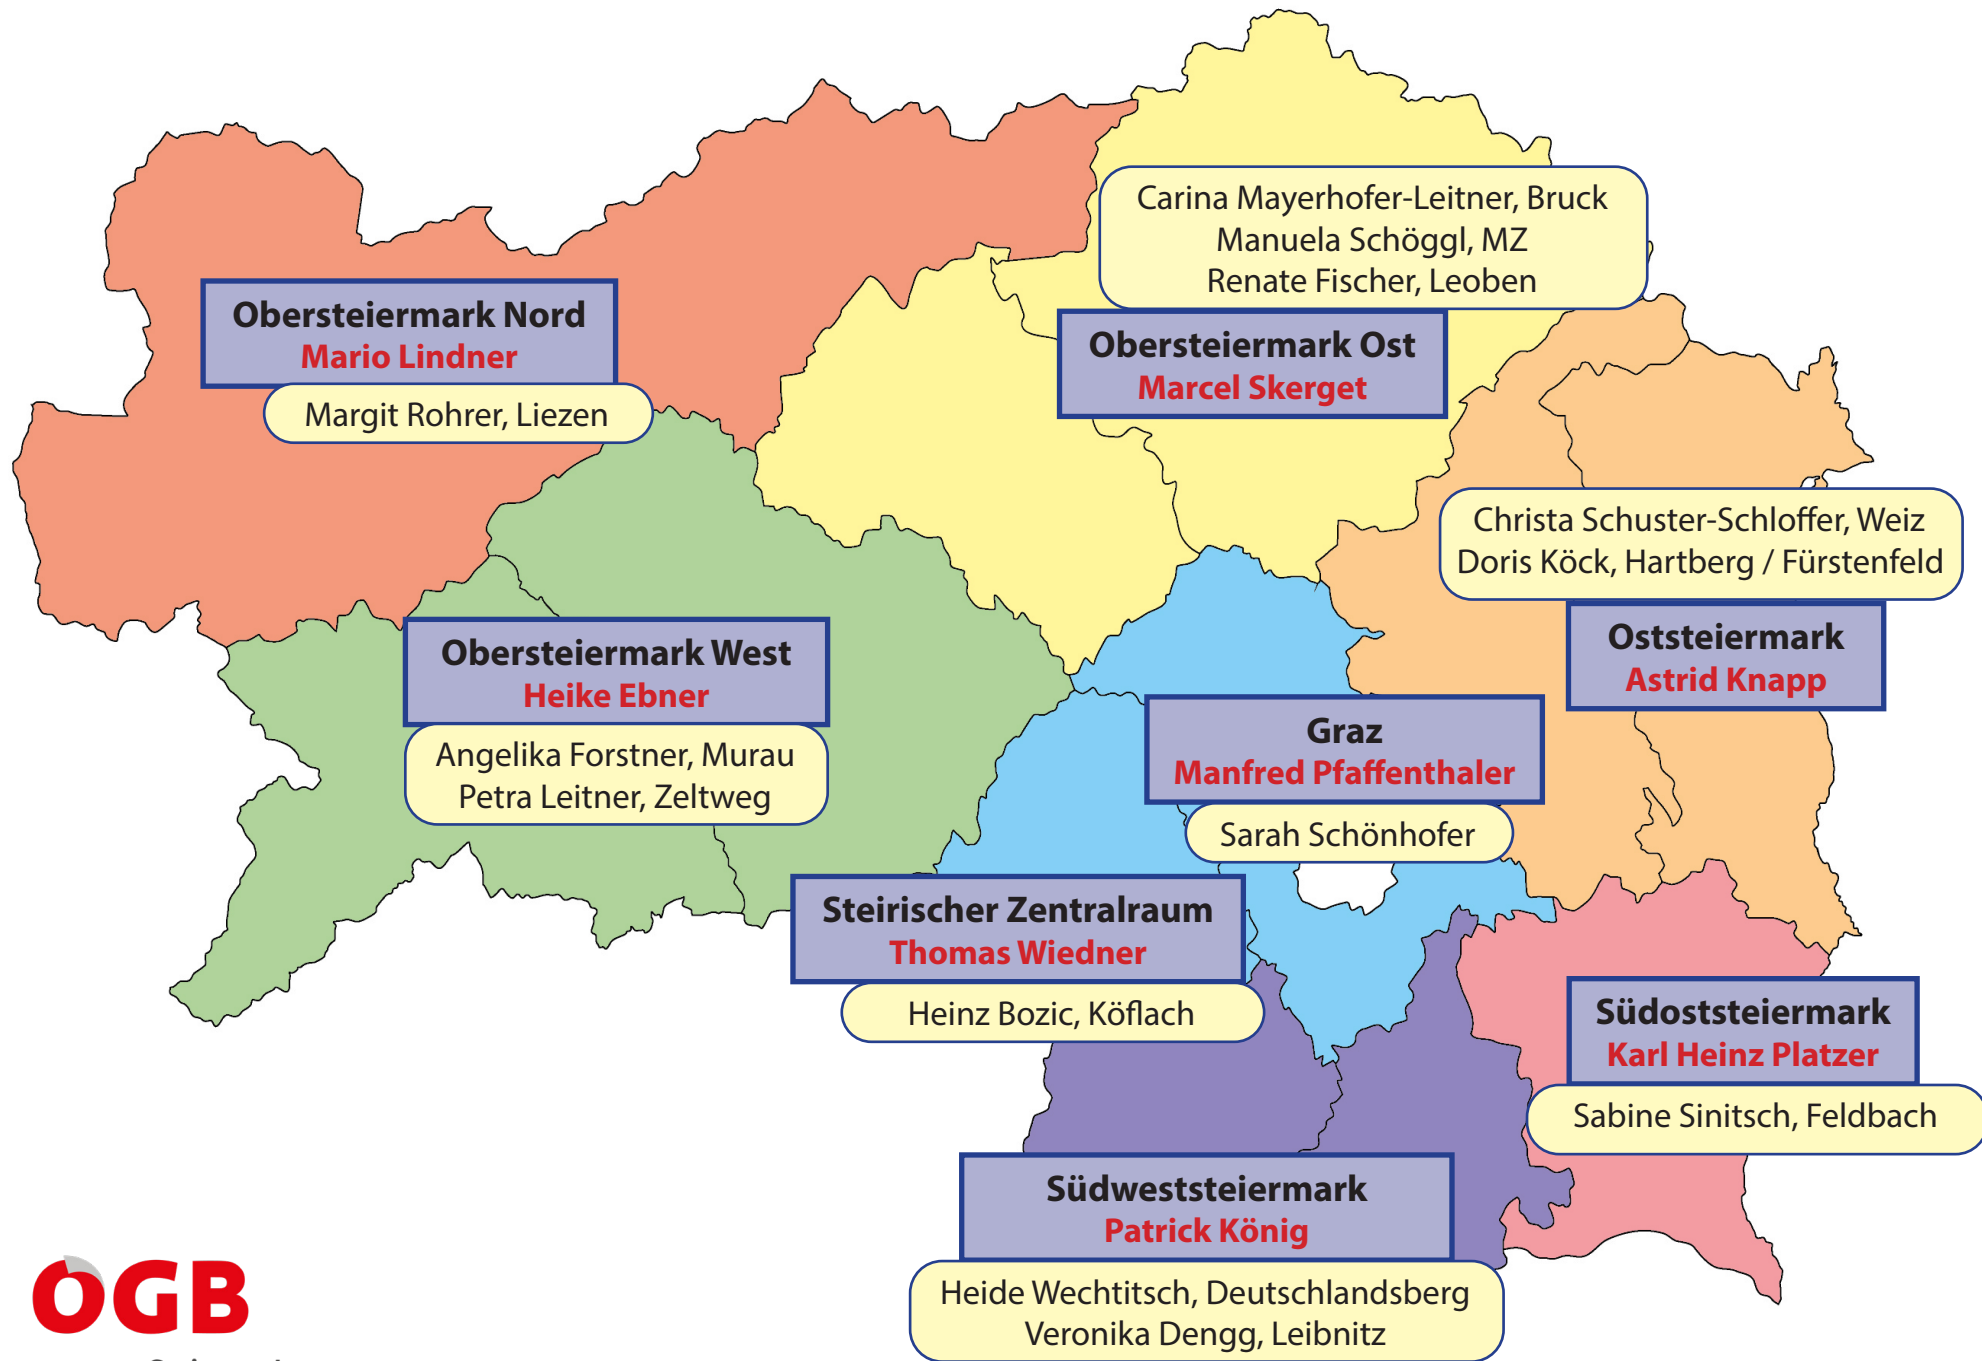 Carina Mayerhofer-Leitner, Bruck
Manuela Schöggl, MZ
Renate Fischer, Leoben
Obersteiermark Nord
Mario Lindner
Margit Rohrer, Liezen
Obersteiermark Ost
Marcel Skerget
Christa Schuster-Schloffer, Weiz
Doris Köck, Hartberg / Fürstenfeld
Oststeiermark
Astrid Knapp
Obersteiermark West
Heike Ebner
Angelika Forstner, Murau
Petra Leitner, Zeltweg
Graz
Manfred Pfaffenthaler
Sarah Schönhofer
Steirischer Zentralraum
Thomas Wiedner
Heinz Bozic, Köflach
Südoststeiermark
Karl Heinz Platzer
Sabine Sinitsch, Feldbach
Südweststeiermark
Patrick König
Heide Wechtitsch, Deutschlandsberg
Veronika Dengg, Leibnitz
ÖGB